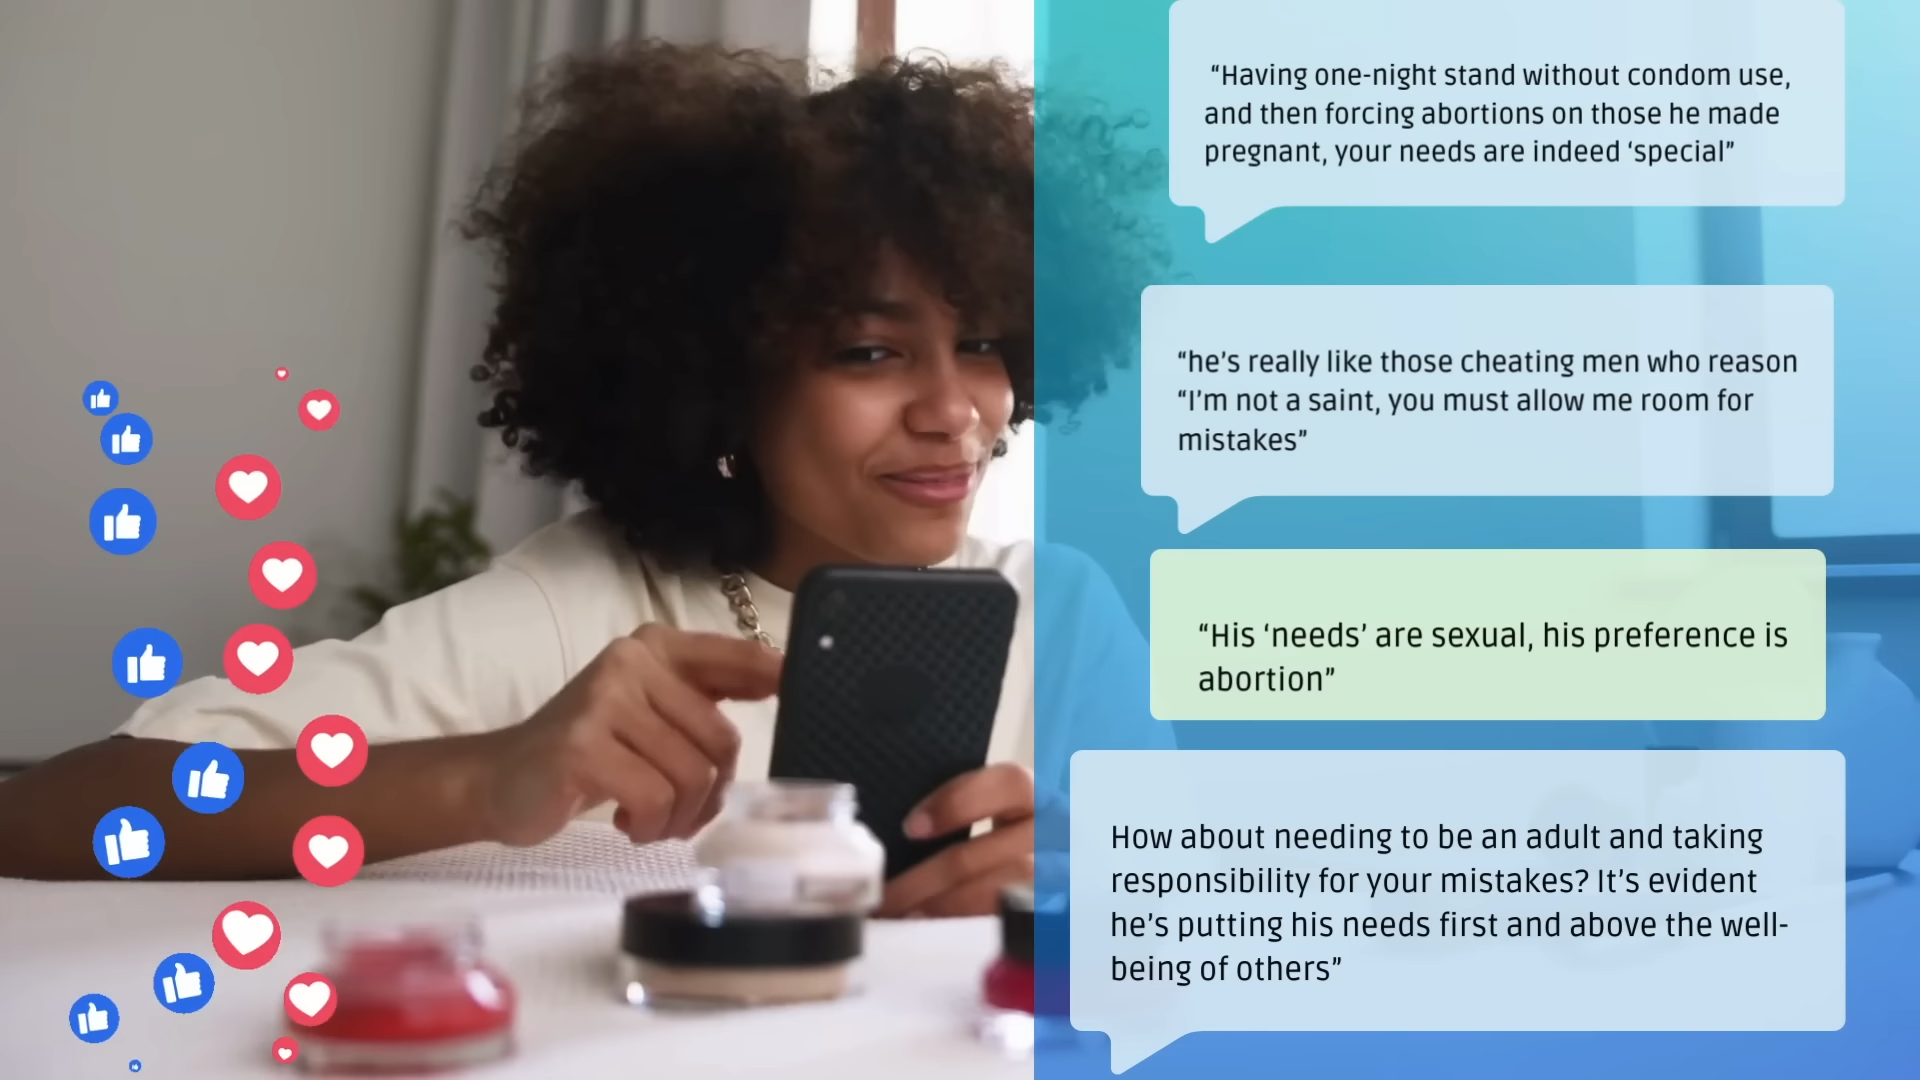 “Having one-night stand without condom use,
and then forcing abortions on those he made
pregnant, your needs are indeed ‘special”
“he’s really like those cheating men who reason
“I’m not a saint, you must allow me room for
mistakes”
“His ‘needs’ are sexual, his preference is
abortion”
How about needing to be an adult and taking
responsibility for your mistakes? It’s evident
he’s putting his needs first and above the well-
being of others”